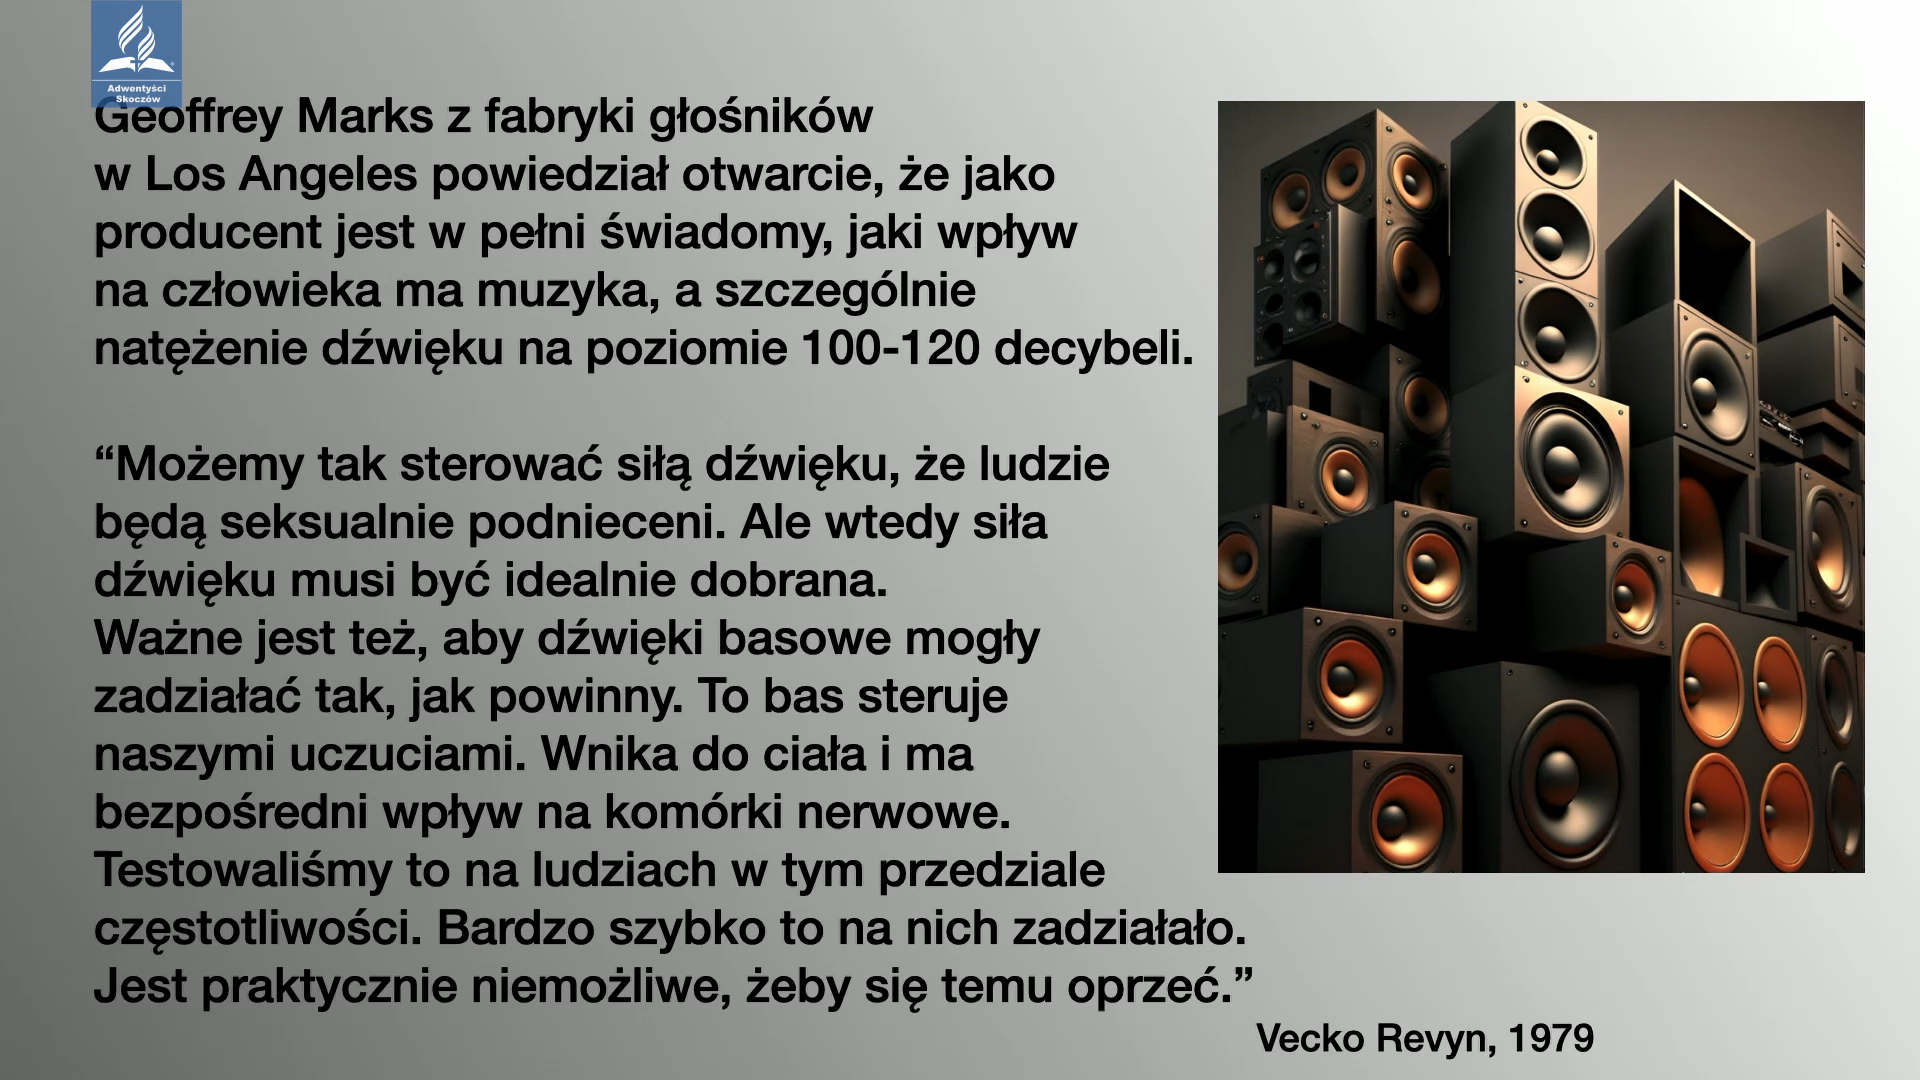 Adwentyści
Skoczów
Geoffrey Marks z fabryki głośników
w Los Angeles powiedział otwarcie, że jako
producent jest w pełni świadomy, jaki wpływ
na człowieka ma muzyka, a szczególnie
natężenie dźwięku na poziomie 100-120 decybeli.
“Możemy tak sterować siłą dźwięku, że ludzie
będą seksualnie podnieceni. Ale wtedy siła
dźwięku musi być idealnie dobrana.
Ważne jest też, aby dźwięki basowe mogły
zadziałać tak, jak powinny. To bas steruje
naszymi uczuciami. Wnika do ciała i ma
bezpośredni wpływ na komórki nerwowe.
Testowaliśmy to na ludziach w tym przedziale
częstotliwości. Bardzo szybko to na nich zadziałało.
Jest praktycznie niemożliwe, żeby się temu oprzeć.”
Vecko Revyn, 1979